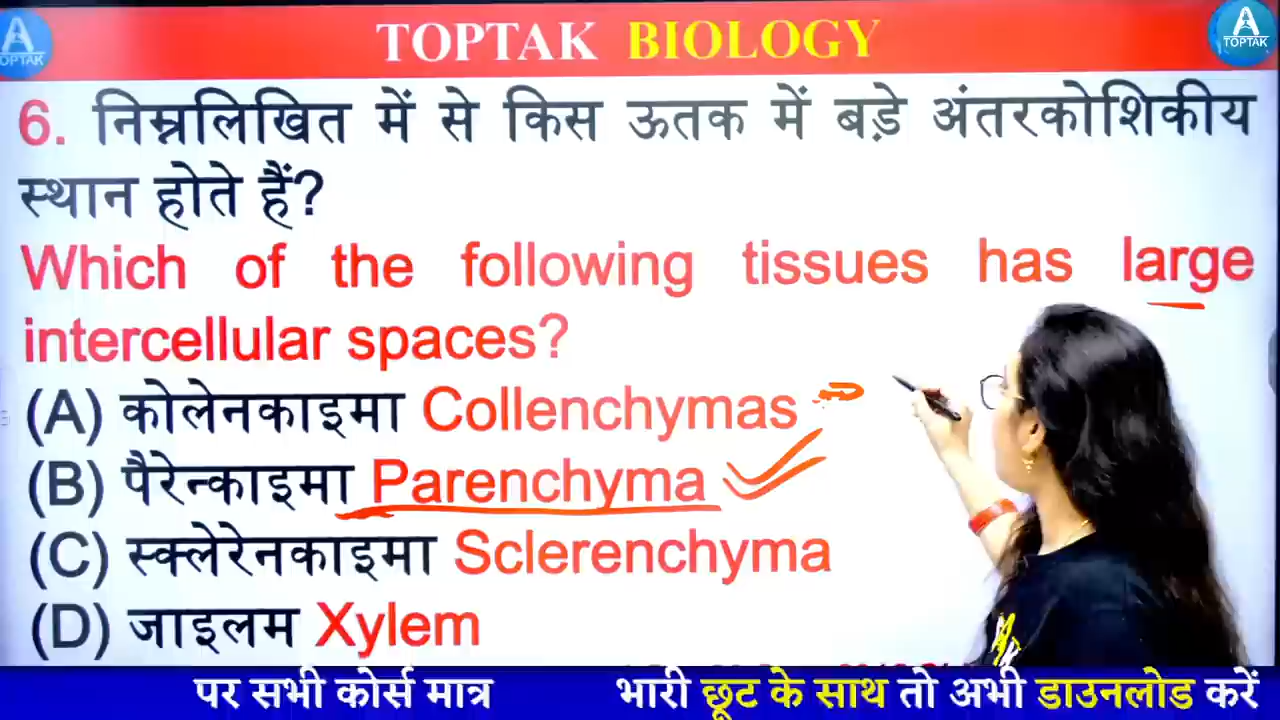 TOPTAK BIOLOGY
A
TOPTAK
A
TOPTAK
6. निम्नलिखित में से किस ऊतक में बड़े अंतरकोशिकीय
स्थान होते हैं?
Which of the following tissues has large
intercellular spaces?
(A) कोलेनकाइमा Collenchymas
(B) पैरेन्काइमा Parenchyma
(C) स्क्लेरेनकाइमा Sclerenchyma
(D) जाइलम Xylem
पर सभी कोर्स मात्र भारी छूट के साथ तो अभी डाउनलोड करें